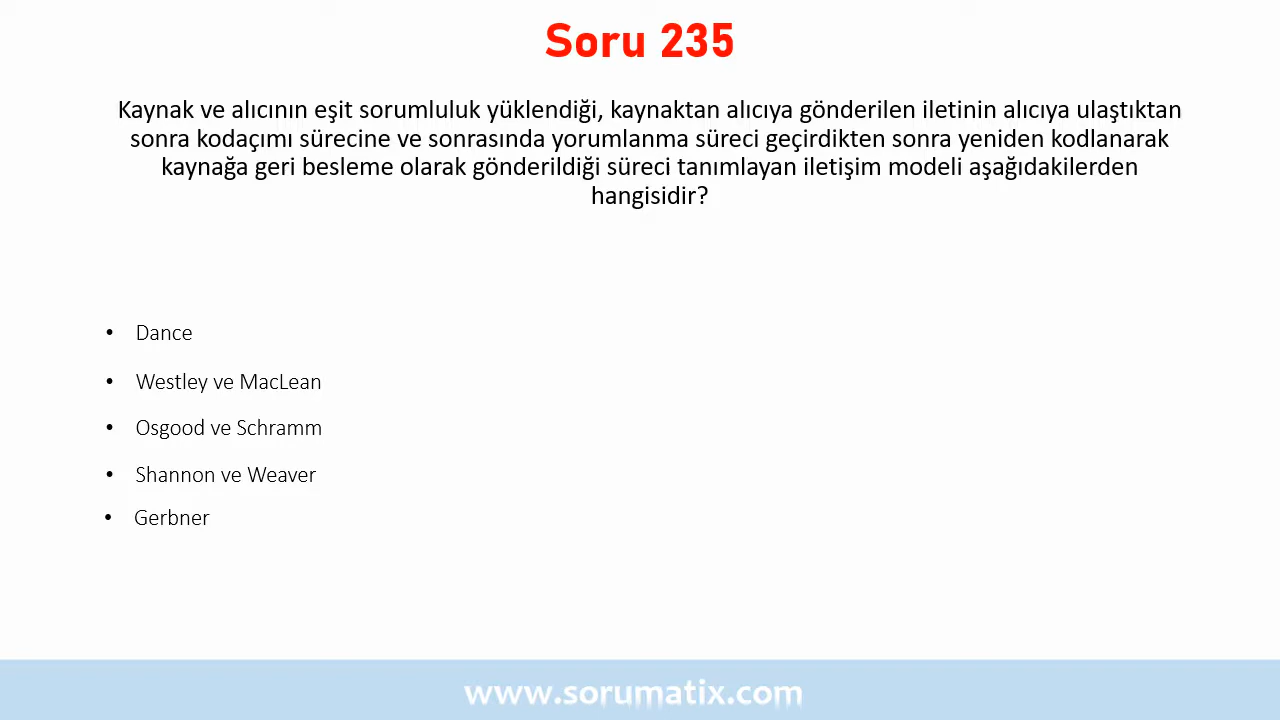 Soru 235
Kaynak ve alıcının eşit sorumluluk yüklendiği, kaynaktan alıcıya gönderilen iletinin alıcıya ulaştıktan
sonra kodaçımı sürecine ve sonrasında yorumlanma süreci geçirdikten sonra yeniden kodlanarak
kaynağa geri besleme olarak gönderildiği süreci tanımlayan iletişim modeli aşağıdakilerden
hangisidir?
• Dance
• Westley ve MacLean
• Osgood ve Schramm
• Shannon ve Weaver
• Gerbner
www.sorumatix.com